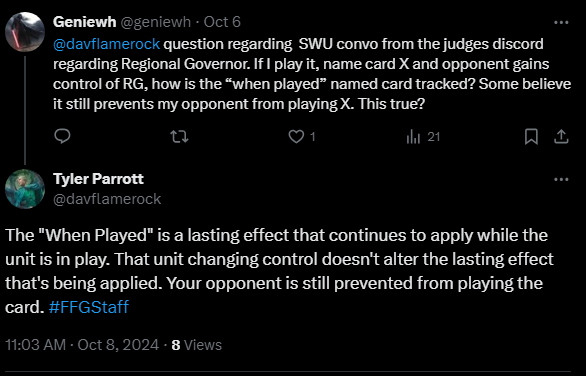 Geniewh @geniewh · Oct 6
@davflamerock question regarding  SWU convo from the judges discord
regarding Regional Governor. If I play it, name card X and opponent gains
control of RG, how is the “when played” named card tracked? Some believe
it still prevents my opponent from playing X. This true?
1
21
Tyler Parrott
@davflamerock
The "When Played" is a lasting effect that continues to apply while the
unit is in play. That unit changing control doesn't alter the lasting effect
that's being applied. Your opponent is still prevented from playing the
card. #FFGStaff
11:03 AM · Oct 8, 2024 · 8 Views